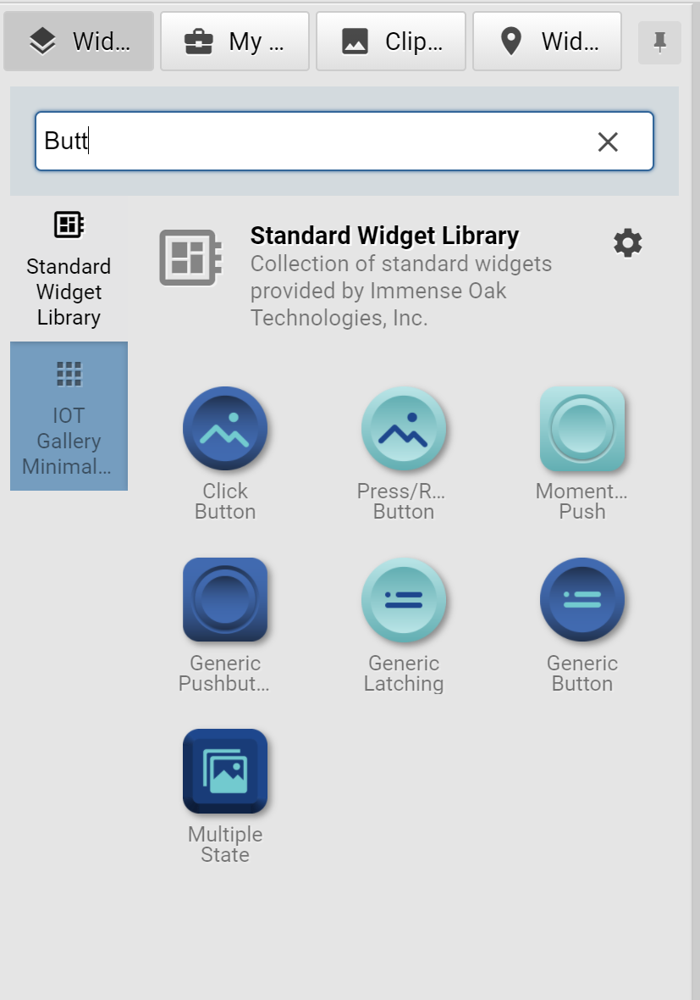 Wid...
My ...
Clip...
Wid...
Butt
Standard
Widget
Library
IOT
Gallery
Minimal...
Standard Widget Library
Collection of standard widgets
provided by Immense Oak
Technologies, Inc.
Click
Button
Press/R...
Button
Moment...
Push
Generic
Pushbut...
Generic
Latching
Generic
Button
Multiple
State